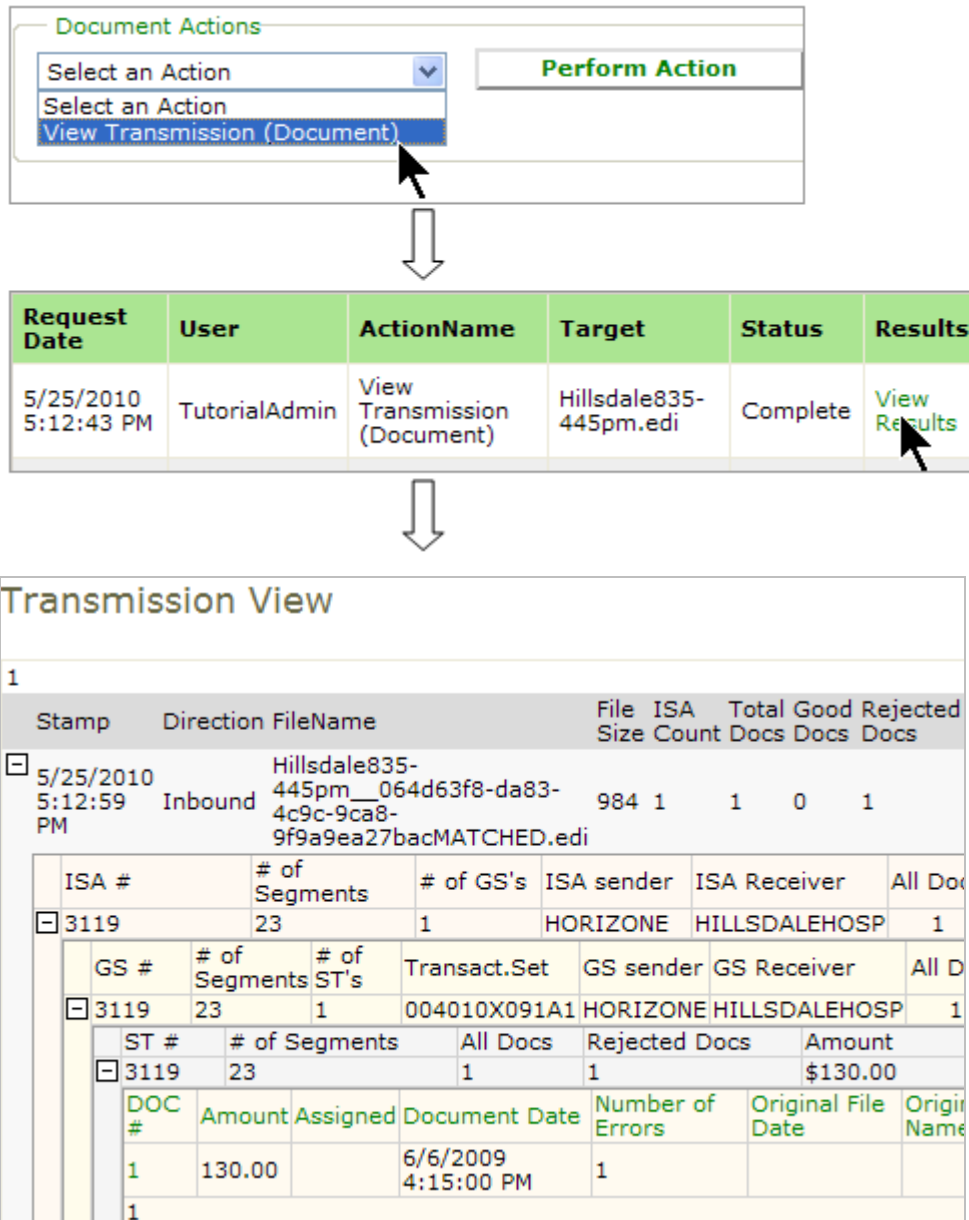 Document Actions
Select an Action
Perform Action
Select an Action
View Transmission (Document)
Request Date User ActionName Target Status Results
5/25/2010 5:12:43 PM TutorialAdmin View Transmission (Document) Hillsdale835-445pm.edi Complete View Results
Transmission View
1
Stamp Direction FileName File Size ISA Count Total Docs Good Docs Rejected Docs
5/25/2010 5:12:59 PM Inbound Hillsdale835-445pm__064d63f8-da83-4c9c-9ca8-9f9a9ea27bacMATCHED.edi 984 1 1 0 1
ISA # # of Segments # of GS's ISA sender ISA Receiver All Doc
3119 23 1 HORIZONE HILLSDALEHOSP 1
GS # # of Segments # of ST's Transact.Set GS sender GS Receiver All D
3119 23 1 004010X091A1 HORIZONE HILLSDALEHOSP 1
ST # # of Segments All Docs Rejected Docs Amount
3119 23 1 1 $130.00
DOC # Amount Assigned Document Date Number of Errors Original File Date Origin Name
1 130.00 6/6/2009 4:15:00 PM 1
1